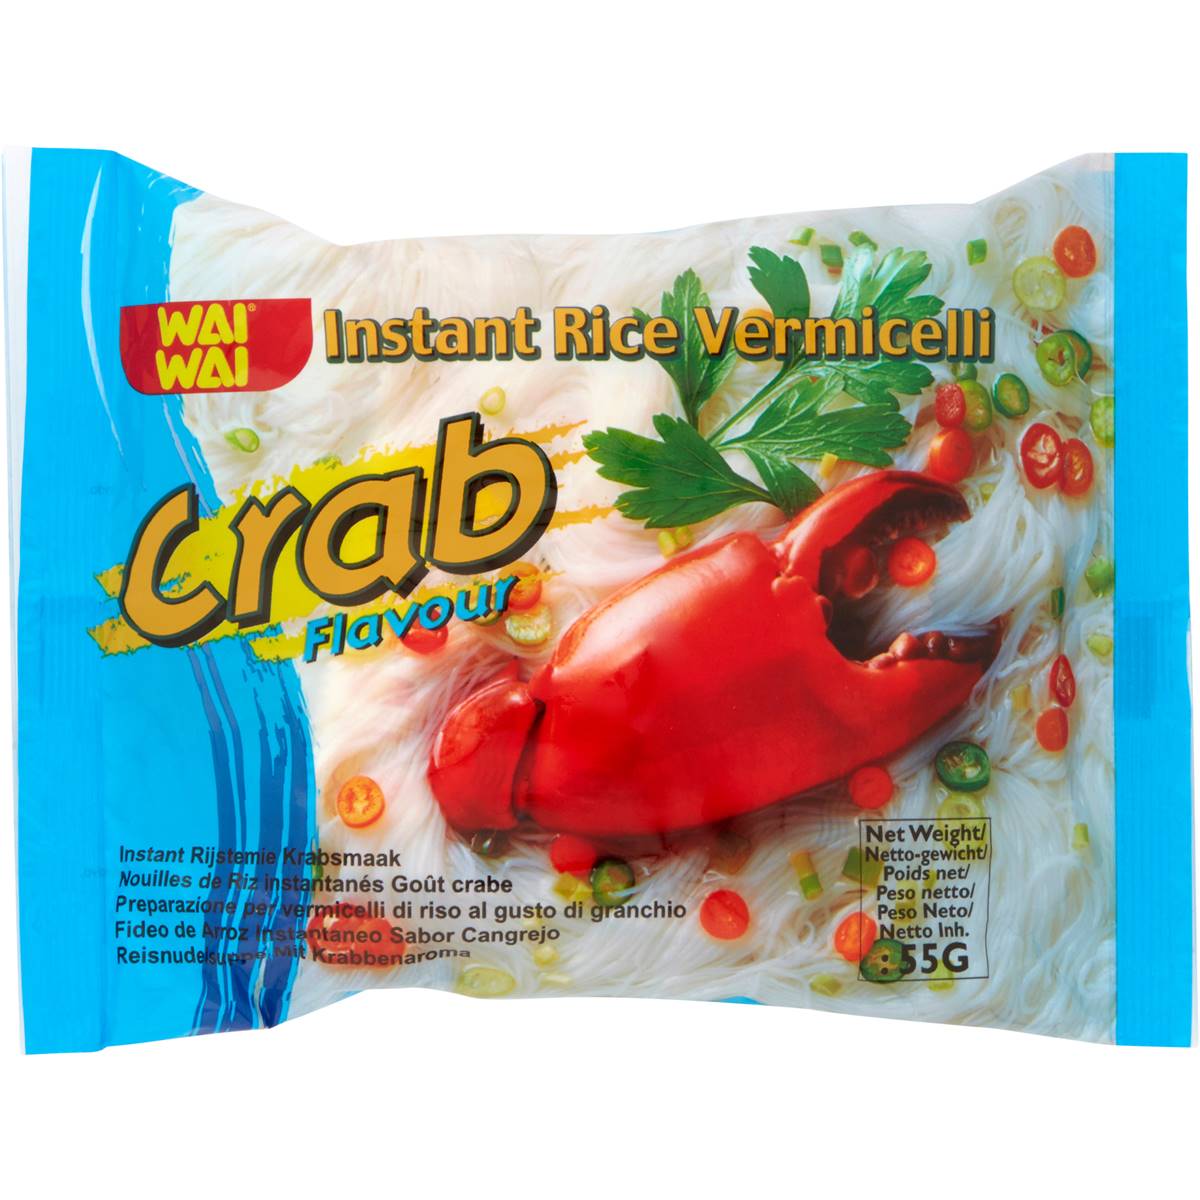 WAI®
WAI
Instant Rice Vermicelli
Crab
Flavour
Instant Rijstemie Krabsmaak
Nouilles de Riz instantanés Goût crabe
Preparazione per vermicelli di riso al gusto di granchio
Fideo de Arroz Instantaneo Sabor Cangrejo
Reisnudelsuppe Mit Krabbenaroma
Net Weight/
Netto-gewicht/
Poids net/
Peso netto/
Peso Neto/
Netto Inh.
:55G